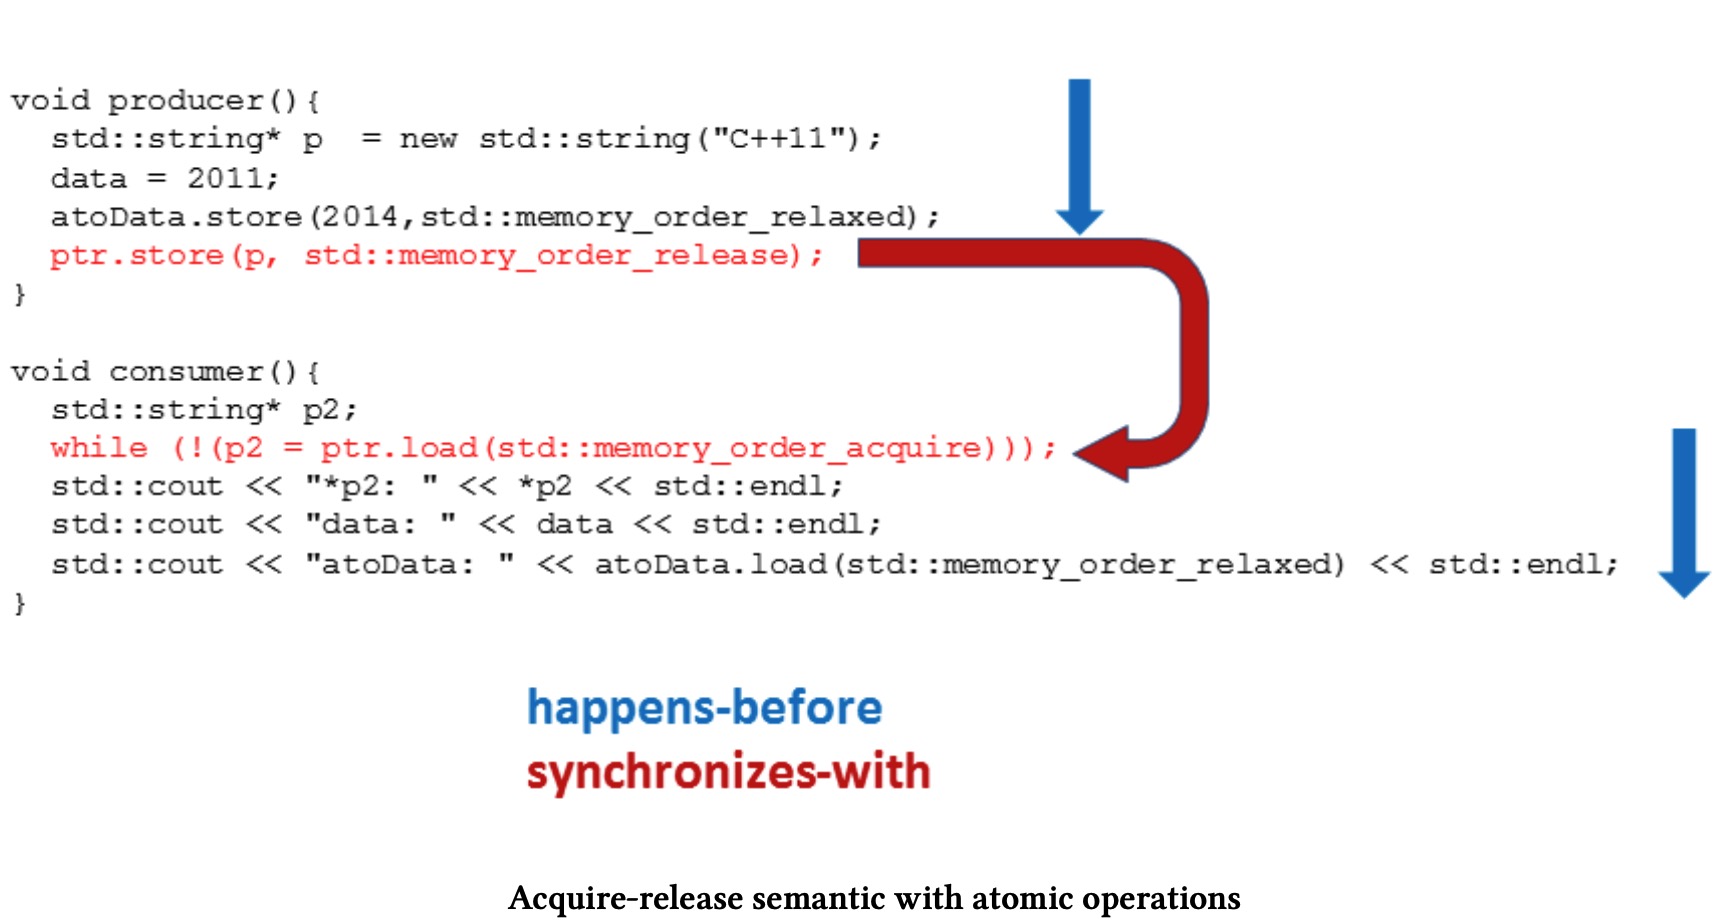 void producer(){
  std::string* p  = new std::string("C++11");
  data = 2011;
  atoData.store(2014,std::memory_order_relaxed);
  ptr.store(p, std::memory_order_release);
}
void consumer(){
  std::string* p2;
  while (!(p2 = ptr.load(std::memory_order_acquire)));
  std::cout << "*p2: " << *p2 << std::endl;
  std::cout << "data: " << data << std::endl;
  std::cout << "atoData: " << atoData.load(std::memory_order_relaxed) << std::endl;
}
happens-before
synchronizes-with
Acquire-release semantic with atomic operations